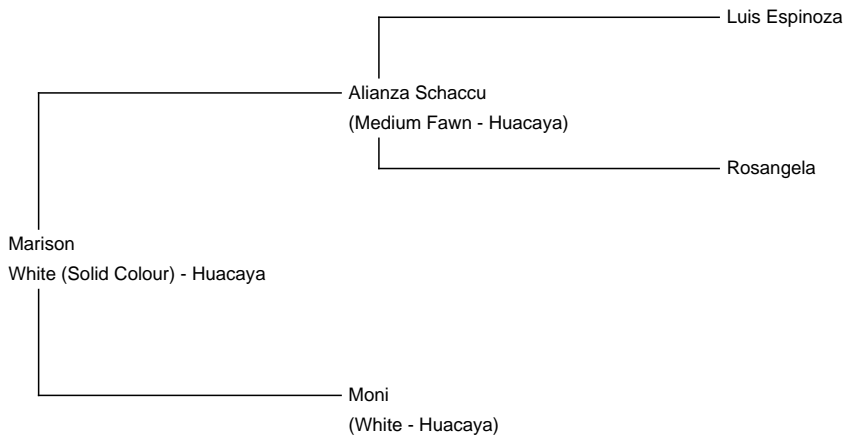 Luis Espinoza
Alianza Schaccu
(Medium Fawn - Huacaya)
Rosangela
Marison
White (Solid Colour) - Huacaya
Moni
(White - Huacaya)